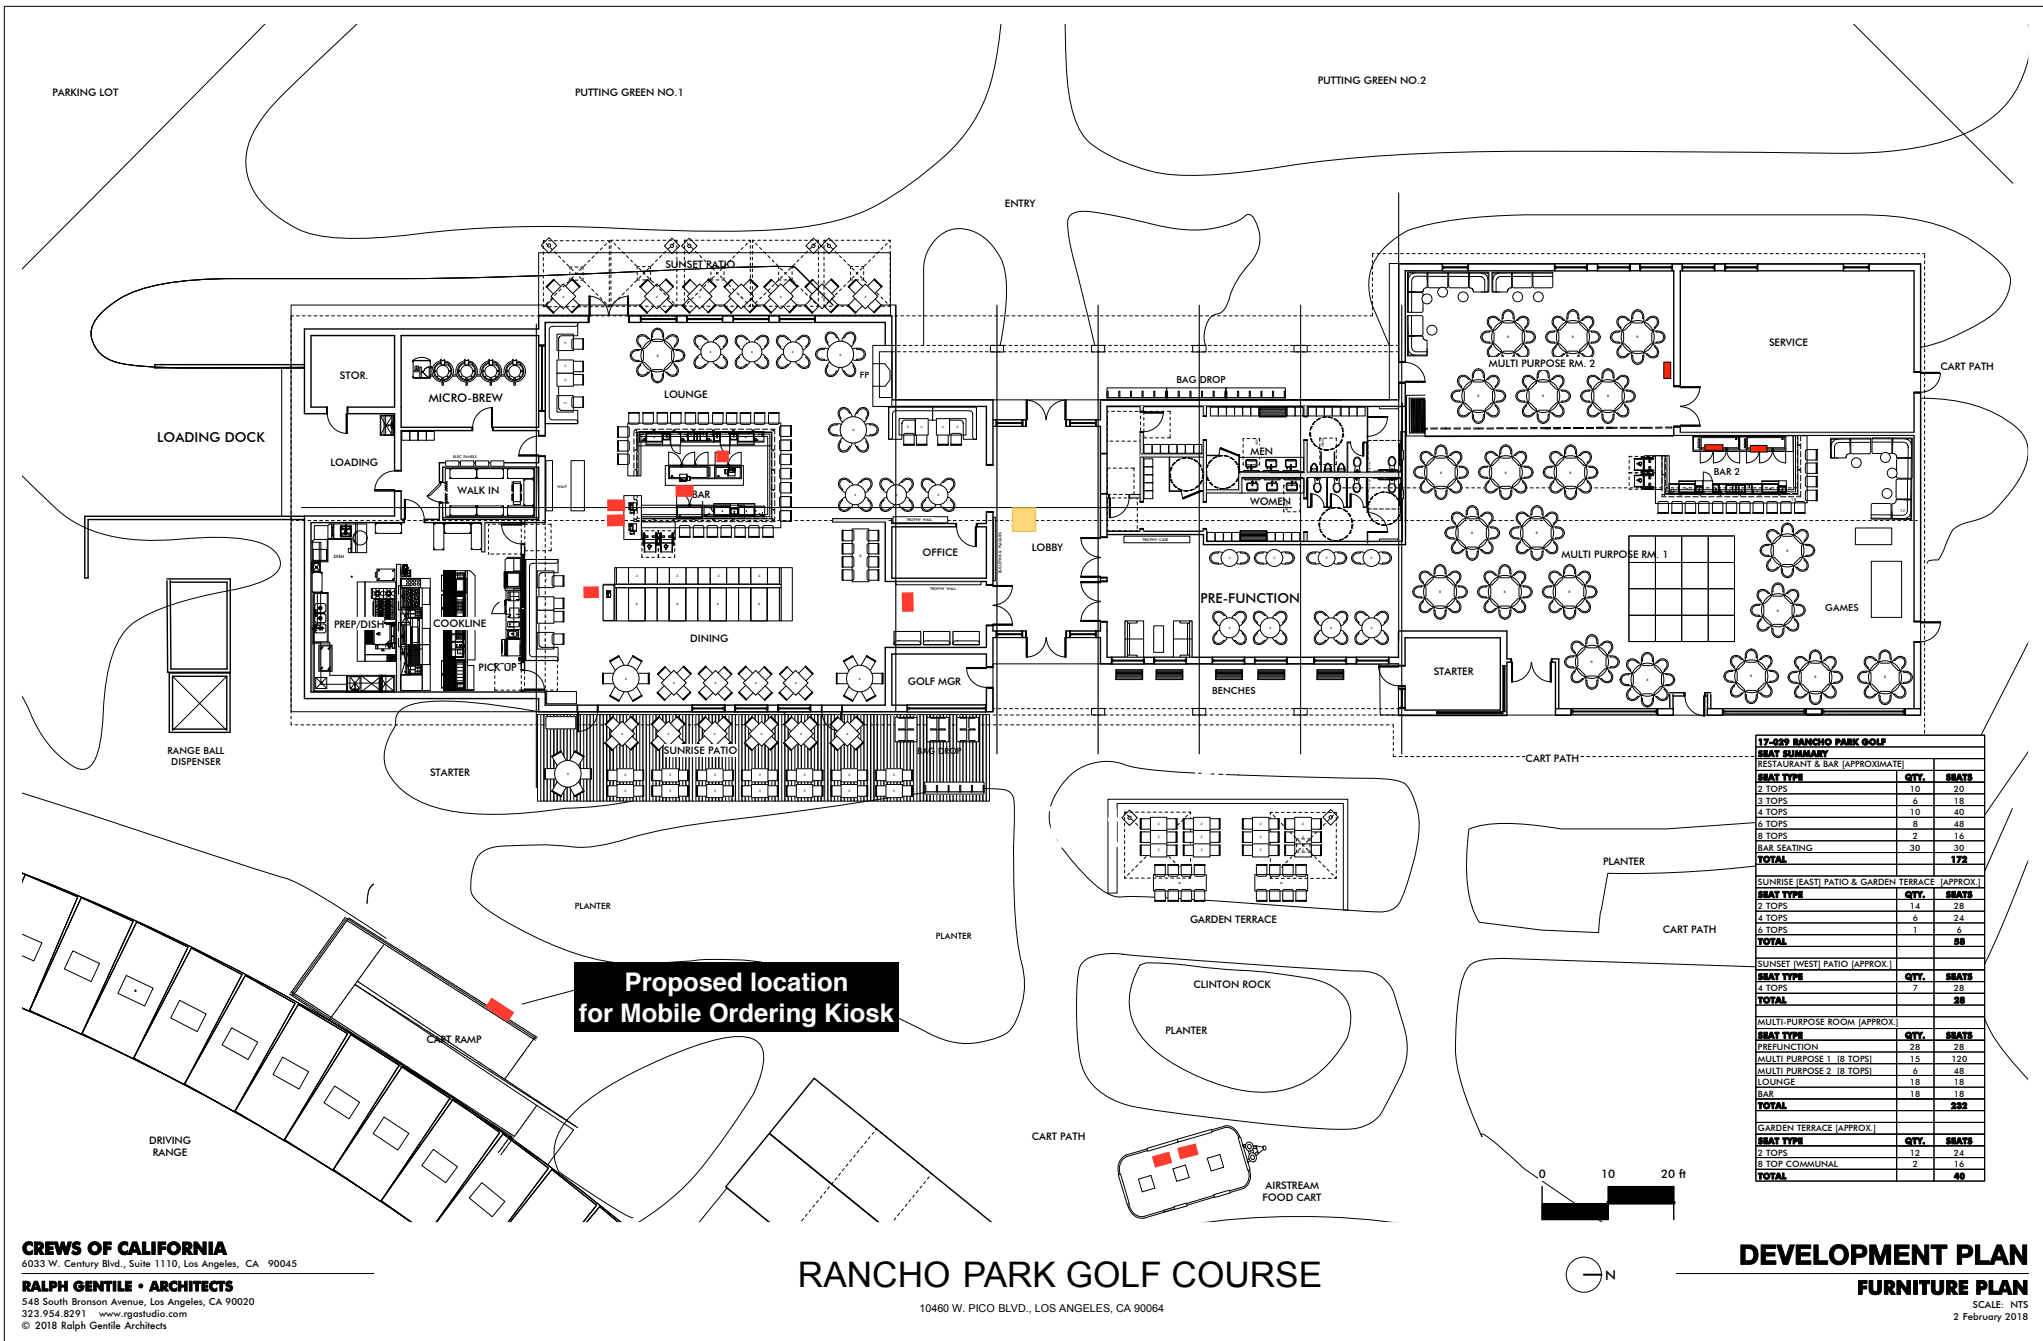 PARKING LOT
PUTTING GREEN NO.1
PUTTING GREEN NO.2
ENTRY
SUNSET PATIO
STOR.
MICRO-BREW
LOUNGE
FP
BAG DROP
MULTI PURPOSE RM. 2
SERVICE
CART PATH
LOADING DOCK
LOADING
ELEC PANELS
WALK IN
WAIT
BAR
MEN
WOMEN
BAR 2
TROPHY WALL
OFFICE
BULLETINS & PLAQUES
LOBBY
TROPHY CASE
MULTI PURPOSE RM. 1
DISH
PREP/DISH
COOKLINE
PICK UP
DINING
TROPHY WALL
PRE-FUNCTION
GAMES
GOLF MGR
BENCHES
STARTER
RANGE BALL
DISPENSER
STARTER
SUNRISE PATIO
BAG DROP
CART PATH
PLANTER
PLANTER
GARDEN TERRACE
PLANTER
CART PATH
Proposed location
for Mobile Ordering Kiosk
CLINTON ROCK
PLANTER
CART RAMP
DRIVING
RANGE
CART PATH
AIRSTREAM
FOOD CART
17-029 RANCHO PARK GOLF
SEAT SUMMARY
RESTAURANT & BAR [APPROXIMATE]
SEAT TYPE QTY. SEATS
2 TOPS 10 20
3 TOPS 6 18
4 TOPS 10 40
6 TOPS 8 48
8 TOPS 2 16
BAR SEATING 30 30
TOTAL 172
SUNRISE [EAST] PATIO & GARDEN TERRACE [APPROX.]
SEAT TYPE QTY. SEATS
2 TOPS 14 28
4 TOPS 6 24
6 TOPS 1 6
TOTAL 58
SUNSET [WEST] PATIO [APPROX.]
SEAT TYPE QTY. SEATS
4 TOPS 7 28
TOTAL 28
MULTI-PURPOSE ROOM [APPROX.]
SEAT TYPE QTY. SEATS
PREFUNCTION 28 28
MULTI PURPOSE 1 [8 TOPS] 15 120
MULTI PURPOSE 2 [8 TOPS] 6 48
LOUNGE 18 18
BAR 18 18
TOTAL 232
GARDEN TERRACE [APPROX.]
SEAT TYPE QTY. SEATS
2 TOPS 12 24
8 TOP COMMUNAL 2 16
TOTAL 40
0 10 20 ft
N
CREWS OF CALIFORNIA
6033 W. Century Blvd., Suite 1110, Los Angeles, CA 90045
RALPH GENTILE • ARCHITECTS
548 South Bronson Avenue, Los Angeles, CA 90020
323.954.8291 www.rgastudio.com
© 2018 Ralph Gentile Architects
RANCHO PARK GOLF COURSE
10460 W. PICO BLVD., LOS ANGELES, CA 90064
DEVELOPMENT PLAN
FURNITURE PLAN
SCALE: NTS
2 February 2018